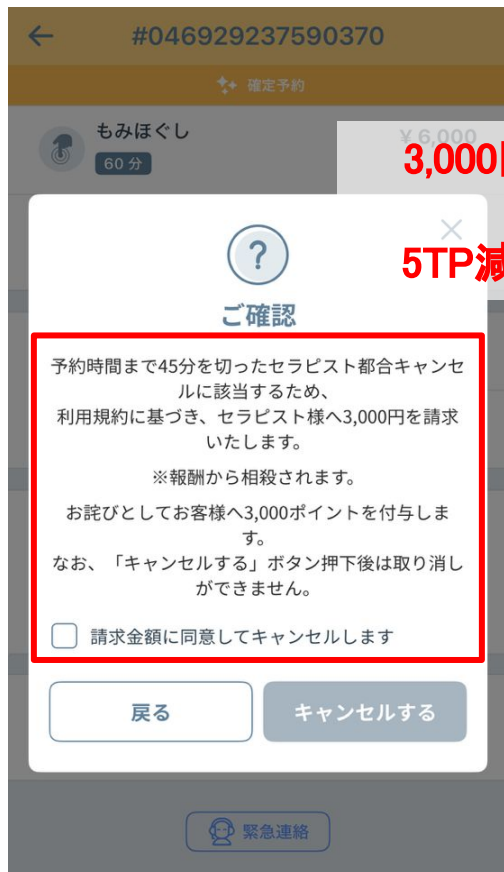 #046929237590370
確定予約
もみほぐし
¥6,000
60分
3,000
5TP減
?
ご確認
予約時間まで45分を切ったセラピスト都合キャンセ
ルに該当するため、
利用規約に基づき、セラピスト様へ3,000円を請求
いたします。
※報酬から相殺されます。
お詫びとしてお客様へ3,000ポイントを付与しま
す。
なお、「キャンセルする」ボタン押下後は取り消し
ができません。
請求金額に同意してキャンセルします
戻る
キャンセルする
緊急連絡